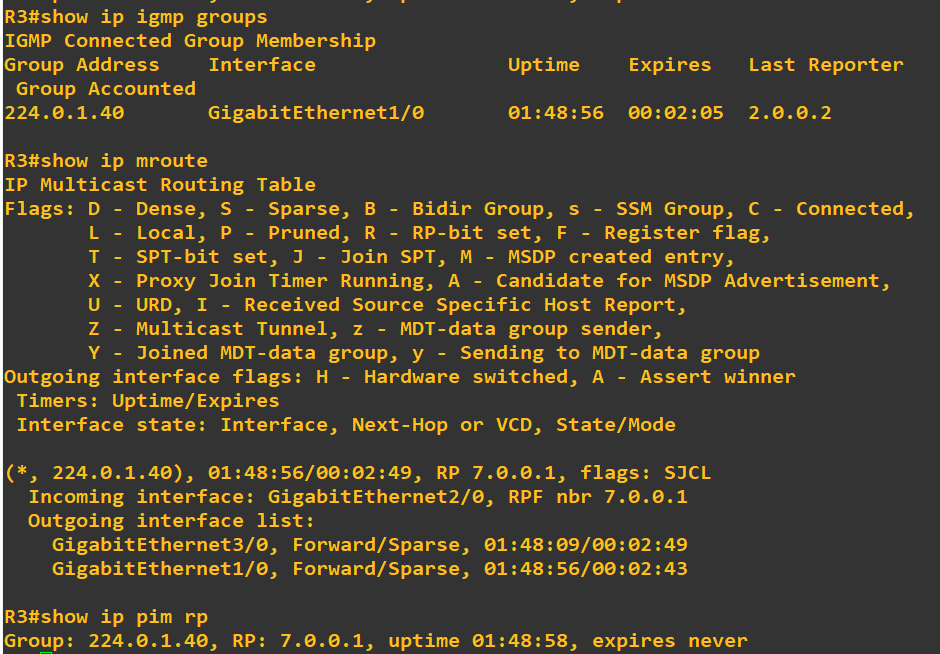 R3#show ip igmp groups
IGMP Connected Group Membership
Group Address    Interface                Uptime    Expires   Last Reporter
 Group Accounted
224.0.1.40       GigabitEthernet1/0       01:48:56  00:02:05  2.0.0.2
R3#show ip mroute
IP Multicast Routing Table
Flags: D - Dense, S - Sparse, B - Bidir Group, s - SSM Group, C - Connected,
       L - Local, P - Pruned, R - RP-bit set, F - Register flag,
       T - SPT-bit set, J - Join SPT, M - MSDP created entry,
       X - Proxy Join Timer Running, A - Candidate for MSDP Advertisement,
       U - URD, I - Received Source Specific Host Report,
       Z - Multicast Tunnel, z - MDT-data group sender,
       Y - Joined MDT-data group, y - Sending to MDT-data group
Outgoing interface flags: H - Hardware switched, A - Assert winner
 Timers: Uptime/Expires
 Interface state: Interface, Next-Hop or VCD, State/Mode
(*, 224.0.1.40), 01:48:56/00:02:49, RP 7.0.0.1, flags: SJCL
  Incoming interface: GigabitEthernet2/0, RPF nbr 7.0.0.1
  Outgoing interface list:
    GigabitEthernet3/0, Forward/Sparse, 01:48:09/00:02:49
    GigabitEthernet1/0, Forward/Sparse, 01:48:56/00:02:43
R3#show ip pim rp
Group: 224.0.1.40, RP: 7.0.0.1, uptime 01:48:58, expires never